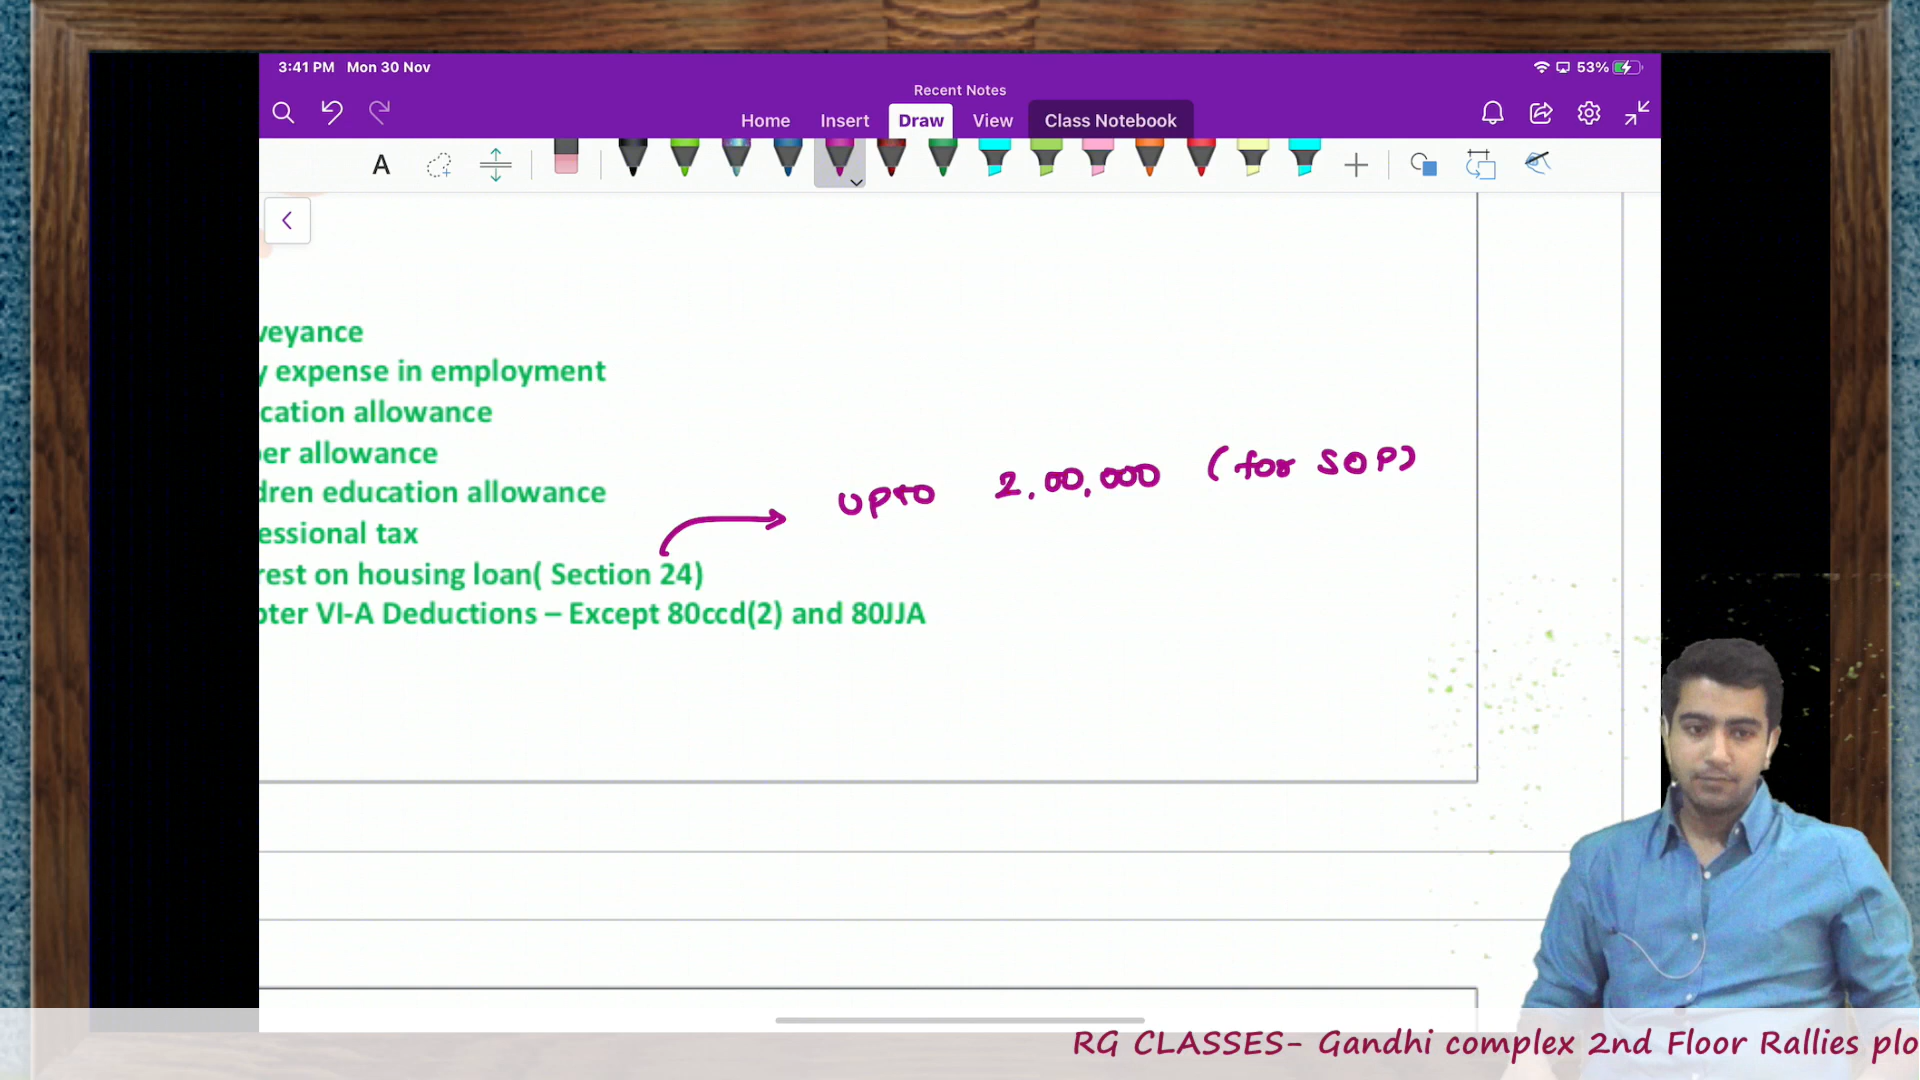 3:41 PM Mon 30 Nov
53%
Recent Notes
Home Insert Draw View Class Notebook
A
veyance
y expense in employment
cation allowance
er allowance
dren education allowance
essional tax
rest on housing loan( Section 24)
upto 2,00,000 (for SOP)
pter VI-A Deductions – Except 80ccd(2) and 80JJA
RG CLASSES- Gandhi complex 2nd Floor Rallies plo